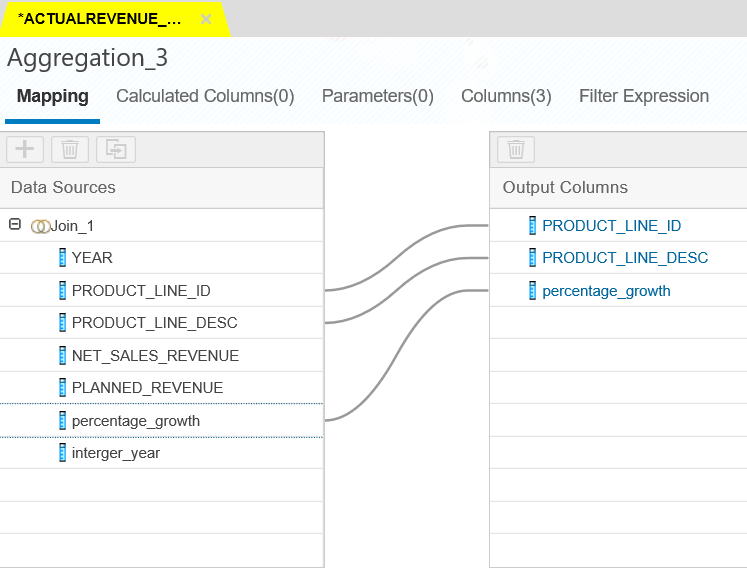 *ACTUALREVENUE_...
Aggregation_3
Mapping Calculated Columns(0) Parameters(0) Columns(3) Filter Expression
Data Sources
Join_1
YEAR
PRODUCT_LINE_ID
PRODUCT_LINE_DESC
NET_SALES_REVENUE
PLANNED_REVENUE
percentage_growth
interger_year
Output Columns
PRODUCT_LINE_ID
PRODUCT_LINE_DESC
percentage_growth